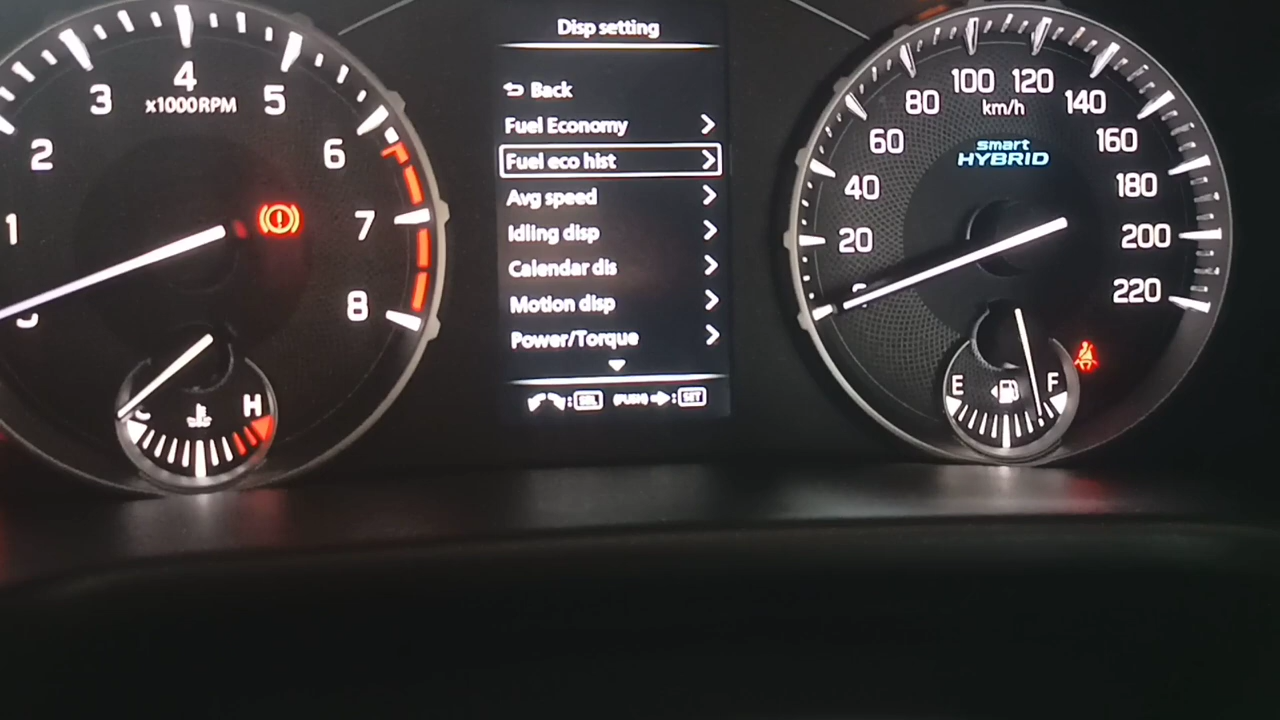 Disp setting
Back
Fuel Economy
Fuel eco hist
Avg speed
Idling disp
Calendar dis
Motion disp
Power/Torque
: SEL (PUSH) : SET
1 2 3 4 5 6 7 8
x1000RPM
H
20 40 60 80 100 120 140 160 180 200 220
km/h
smart
HYBRID
E F